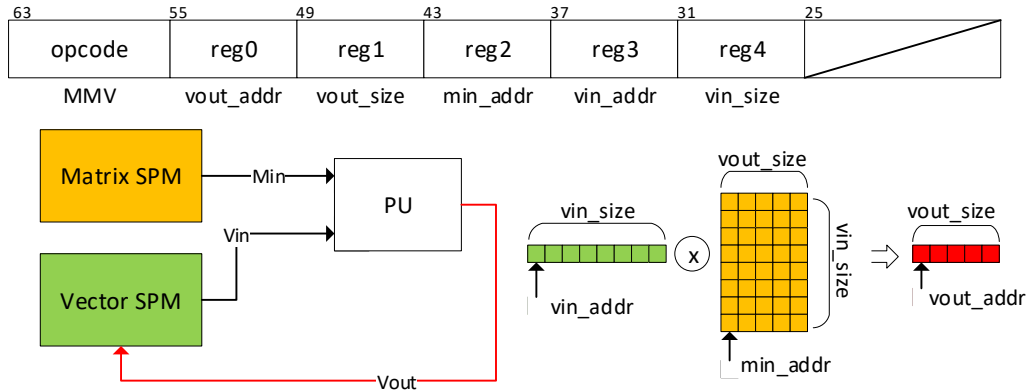 63 55 49 43 37 31 25
opcode reg0 reg1 reg2 reg3 reg4
MMV vout_addr vout_size min_addr vin_addr vin_size
Matrix SPM
Min
PU
Vin
Vector SPM
Vout
vout_size
vin_size
vin_size
vout_size
x
vin_addr
vout_addr
min_addr